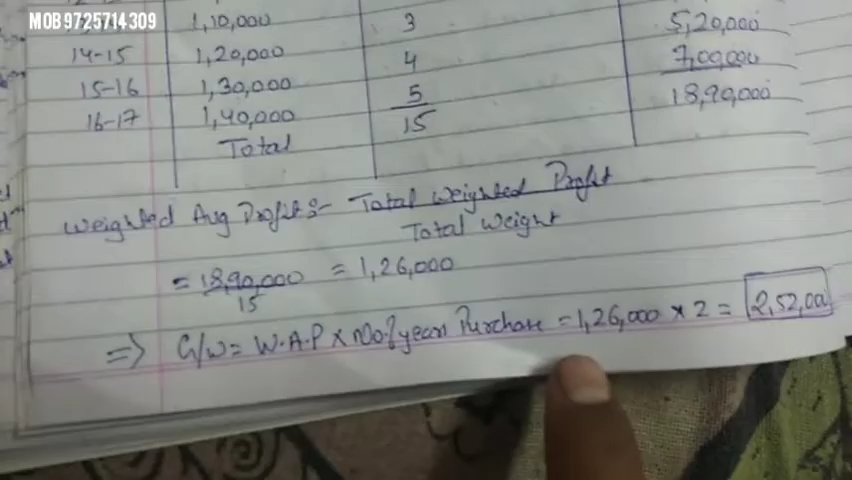 MOB 9725714309
1,10,000 3 5,20,000
14-15 1,20,000 4 7,00,000
15-16 1,30,000 5 18,90,000
16-17 1,40,000 15
Total
Weighted Avg Profit :- Total Weighted Profit
Total Weight
= 18,90,000 = 1,26,000
15
=> G/w = W.A.P x no. of years Purchase = 1,26,000 x 2 = 2,52,000